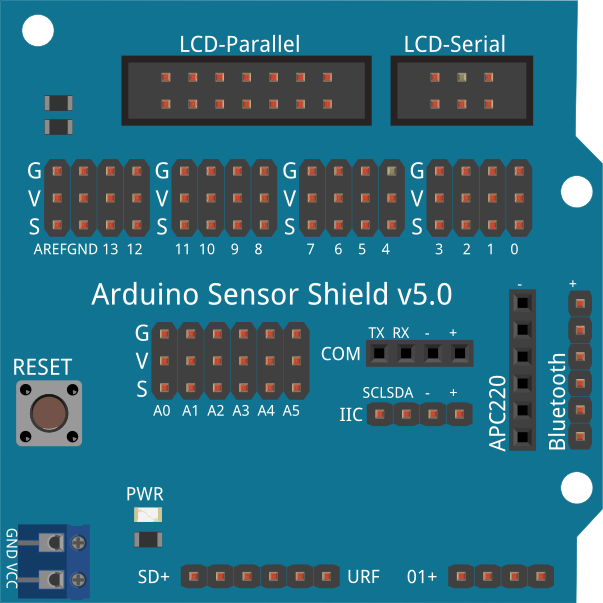 LCD-Parallel LCD-Serial
G G G G
V V V V
S S S S
AREF GND 13 12 11 10 9 8 7 6 5 4 3 2 1 0
Arduino Sensor Shield v5.0
- +
G
V
S
A0 A1 A2 A3 A4 A5
TX RX - +
COM
SCL SDA - +
IIC
APC220
Bluetooth
RESET
PWR
GND VCC
SD+ URF 01+